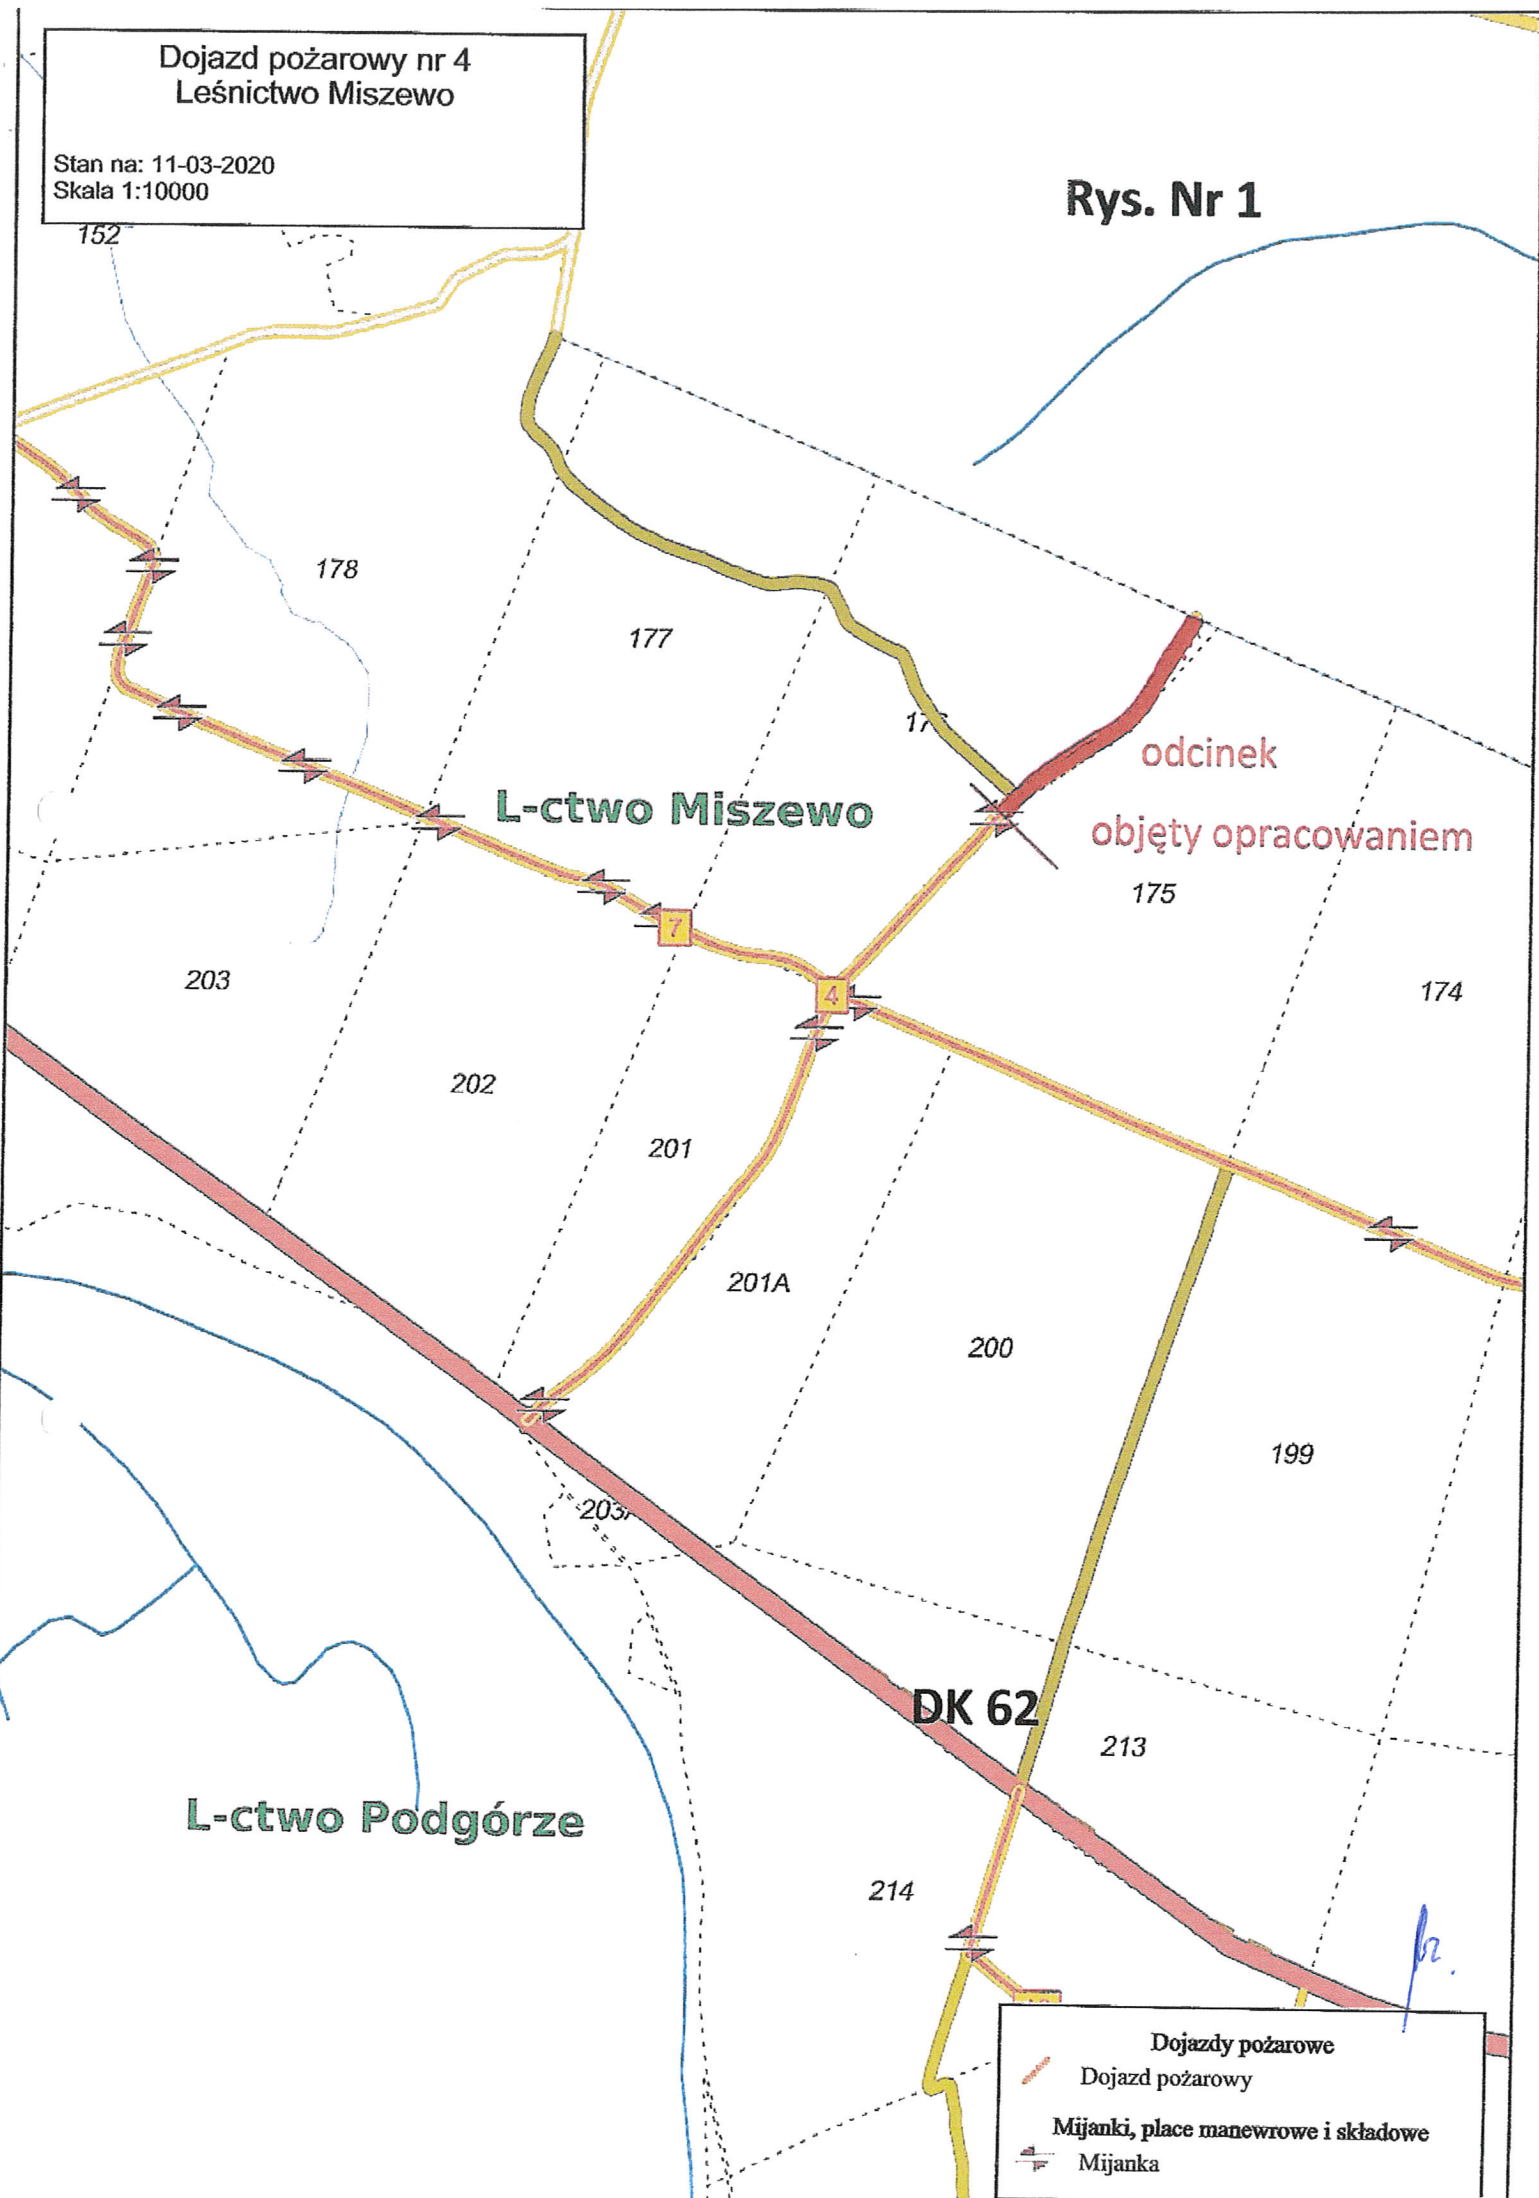 Dojazd pożarowy nr 4
Leśnictwo Miszewo
Stan na: 11-03-2020
Skala 1:10000
Rys. Nr 1
152
178
177
odcinek
L-ctwo Miszewo
objęty opracowaniem
175
7
203
4
174
202
201
201A
200
199
DK 62
213
L-ctwo Podgórze
214
Dojazdy pożarowe
Dojazd pożarowy
Mijanki, place manewrowe i składowe
Mijanka